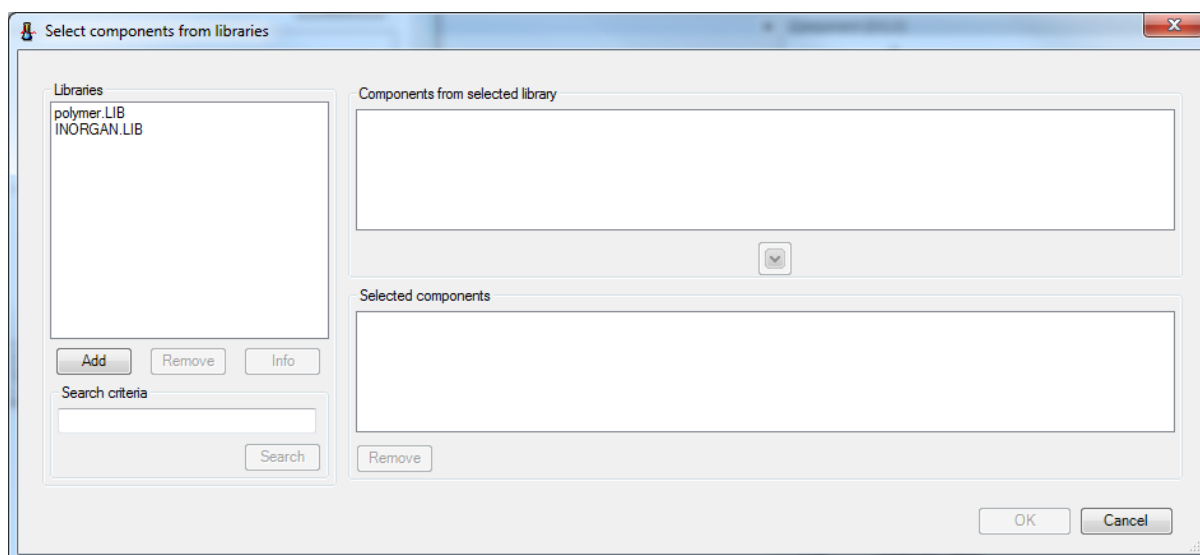 Select components from libraries
Libraries
polymer.LIB
INORGAN.LIB
Add
Remove
Info
Search criteria
Search
Components from selected library
Selected components
Remove
OK
Cancel